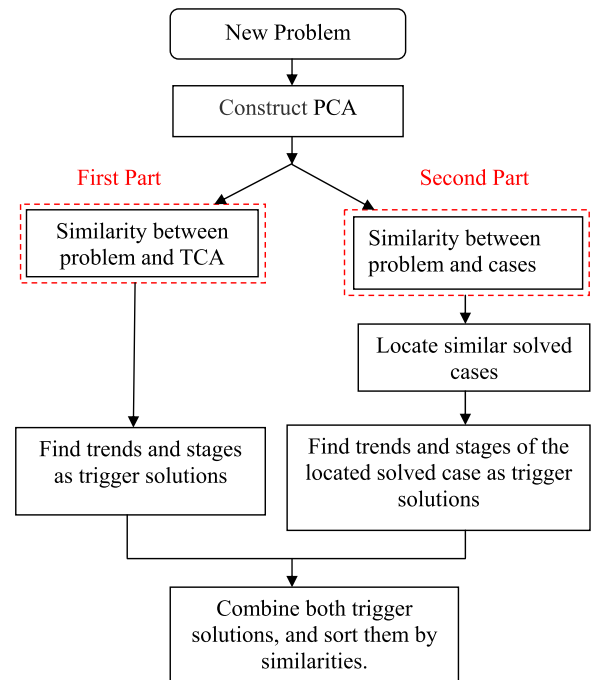 New Problem
Construct PCA
First Part
Second Part
Similarity between
problem and TCA
Similarity between
problem and cases
Locate similar solved
cases
Find trends and stages
as trigger solutions
Find trends and stages of the
located solved case as trigger
solutions
Combine both trigger
solutions, and sort them by
similarities.